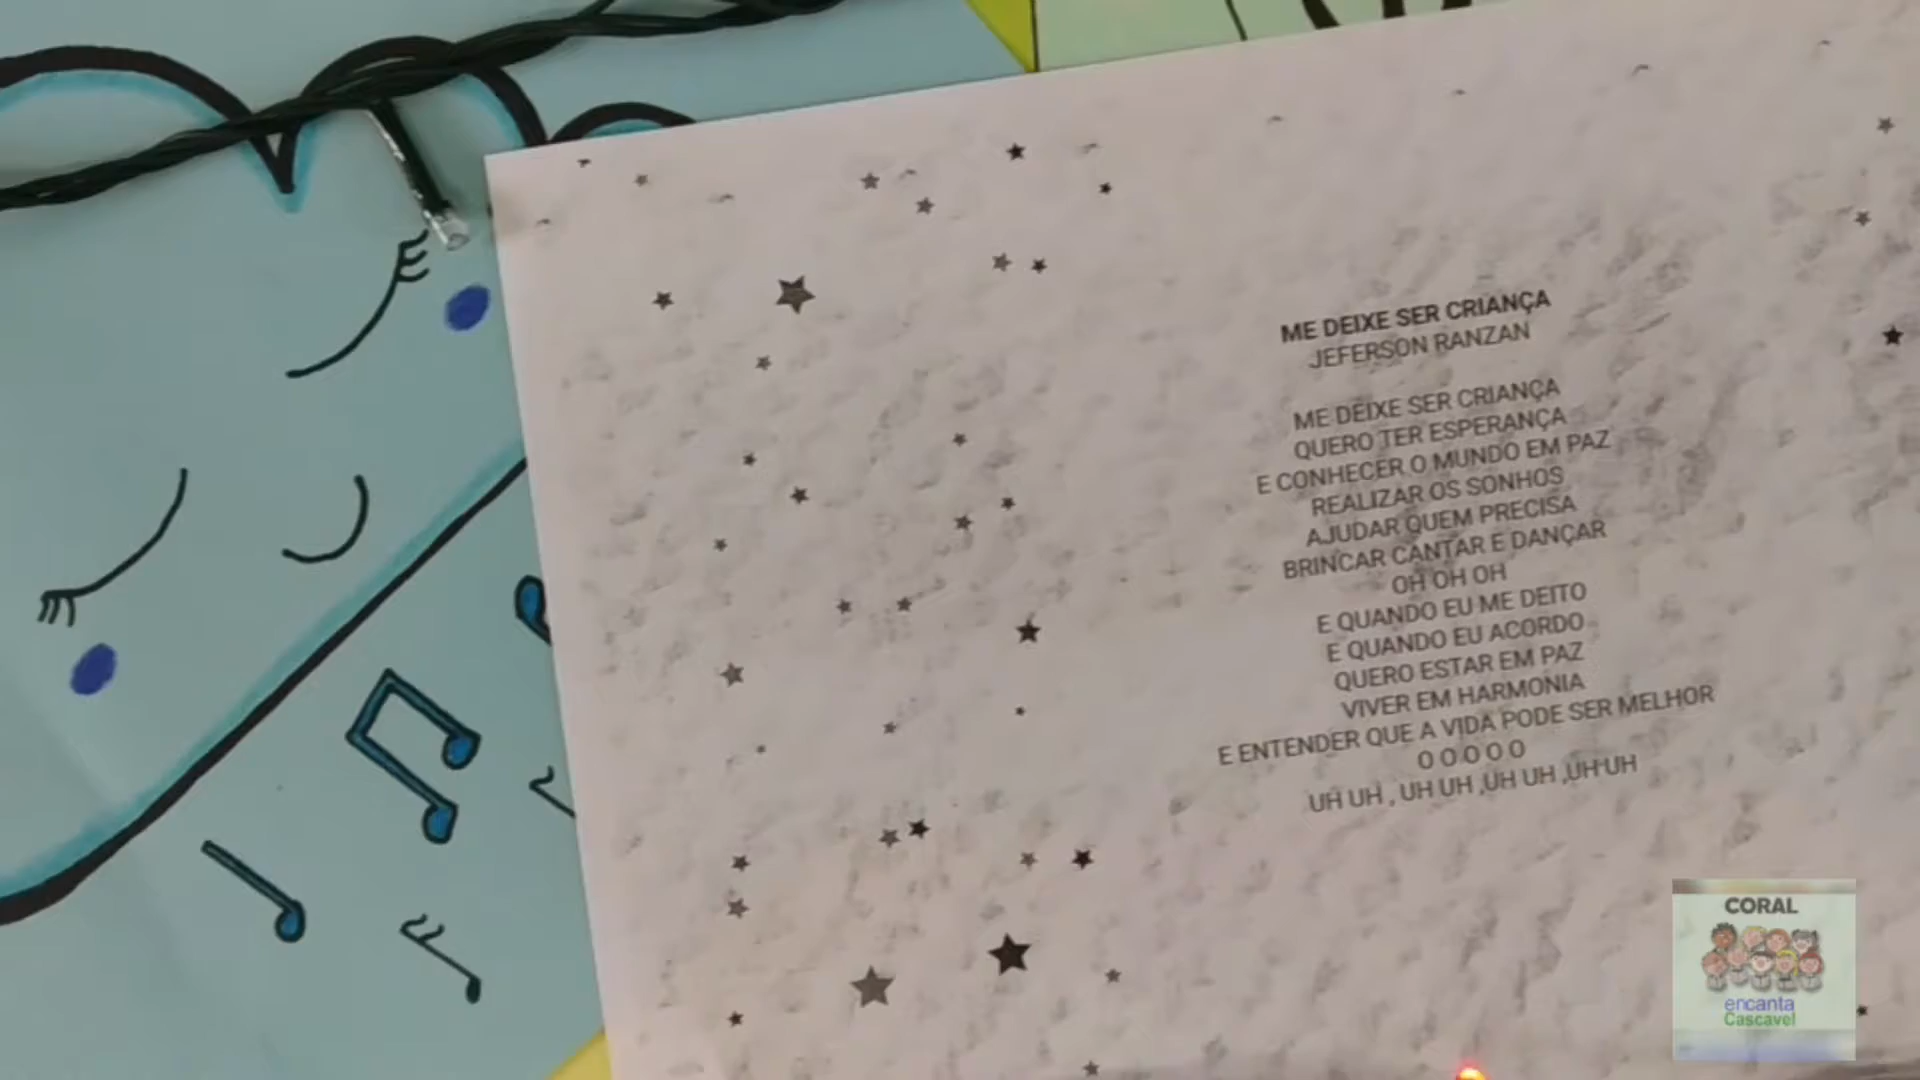 ME DEIXE SER CRIANÇA
JEFERSON RANZAN
ME DEIXE SER CRIANÇA
QUERO TER ESPERANÇA
E CONHECER O MUNDO EM PAZ
REALIZAR OS SONHOS
AJUDAR QUEM PRECISA
BRINCAR CANTAR E DANÇAR
OH OH OH
E QUANDO EU ME DEITO
E QUANDO EU ACORDO
QUERO ESTAR EM PAZ
VIVER EM HARMONIA
E ENTENDER QUE A VIDA PODE SER MELHOR
O O O O O
UH UH , UH UH ,UH UH ,UH UH
CORAL
encanta
Cascavel